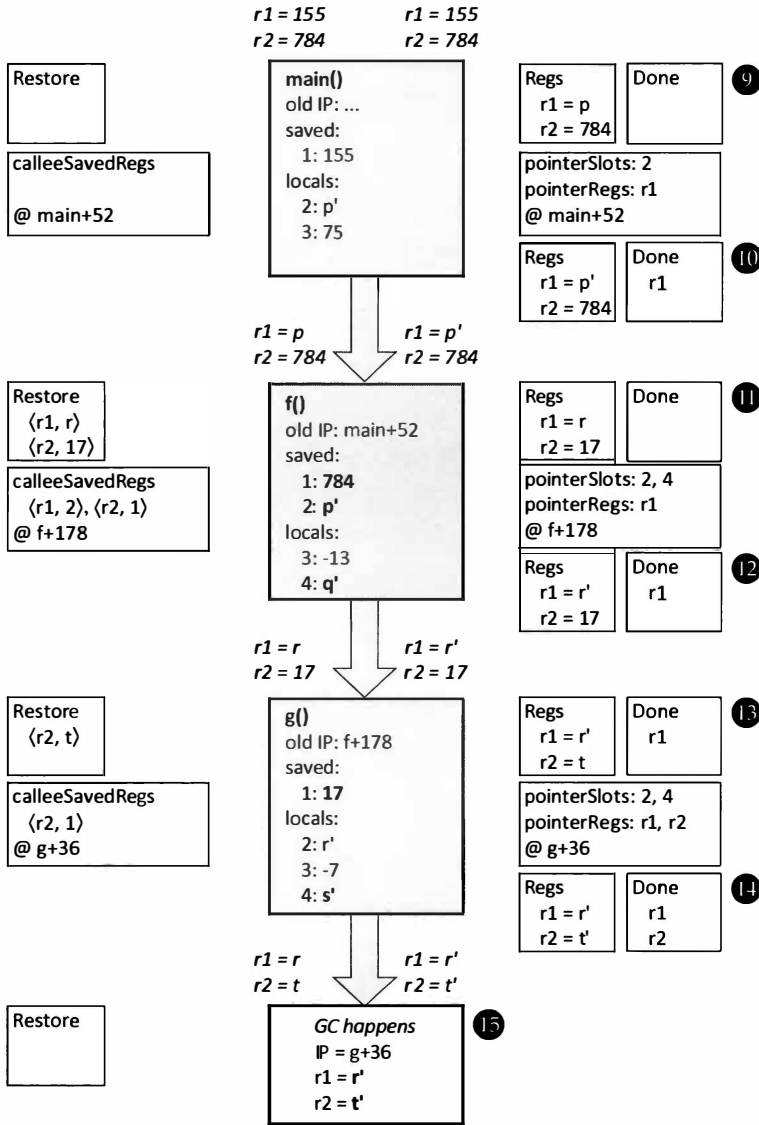 r1 = 155 r1 = 155
r2 = 784 r2 = 784
Restore
main()
old IP: ...
saved:
1: 155
locals:
2: p'
3: 75
Regs
r1 = p
r2 = 784
Done
9
calleeSavedRegs
@ main+52
pointerSlots: 2
pointerRegs: r1
@ main+52
Regs
r1 = p'
r2 = 784
Done
r1
10
r1 = p r1 = p'
r2 = 784 r2 = 784
Restore
⟨r1, r⟩
⟨r2, 17⟩
f()
old IP: main+52
saved:
1: 784
2: p'
locals:
3: -13
4: q'
Regs
r1 = r
r2 = 17
Done
11
calleeSavedRegs
⟨r1, 2⟩, ⟨r2, 1⟩
@ f+178
pointerSlots: 2, 4
pointerRegs: r1
@ f+178
Regs
r1 = r'
r2 = 17
Done
r1
12
r1 = r r1 = r'
r2 = 17 r2 = 17
Restore
⟨r2, t⟩
g()
old IP: f+178
saved:
1: 17
locals:
2: r'
3: -7
4: s'
Regs
r1 = r'
r2 = t
Done
r1
13
calleeSavedRegs
⟨r2, 1⟩
@ g+36
pointerSlots: 2, 4
pointerRegs: r1, r2
@ g+36
Regs
r1 = r'
r2 = t'
Done
r1
r2
14
r1 = r r1 = r'
r2 = t r2 = t'
Restore
GC happens
IP = g+36
r1 = r'
r2 = t'
15